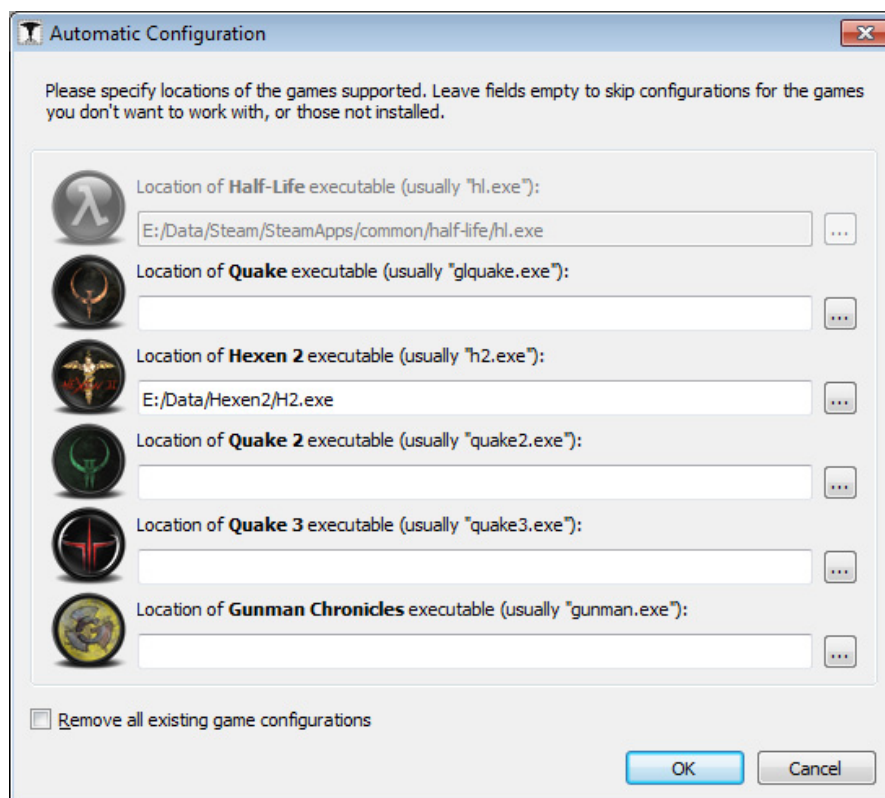 Automatic Configuration
Please specify locations of the games supported. Leave fields empty to skip configurations for the games
you don't want to work with, or those not installed.
Location of Half-Life executable (usually "hl.exe"):
E:/Data/Steam/SteamApps/common/half-life/hl.exe
...
Location of Quake executable (usually "glquake.exe"):
...
Location of Hexen 2 executable (usually "h2.exe"):
E:/Data/Hexen2/H2.exe
...
Location of Quake 2 executable (usually "quake2.exe"):
...
Location of Quake 3 executable (usually "quake3.exe"):
...
Location of Gunman Chronicles executable (usually "gunman.exe"):
...
Remove all existing game configurations
OK
Cancel